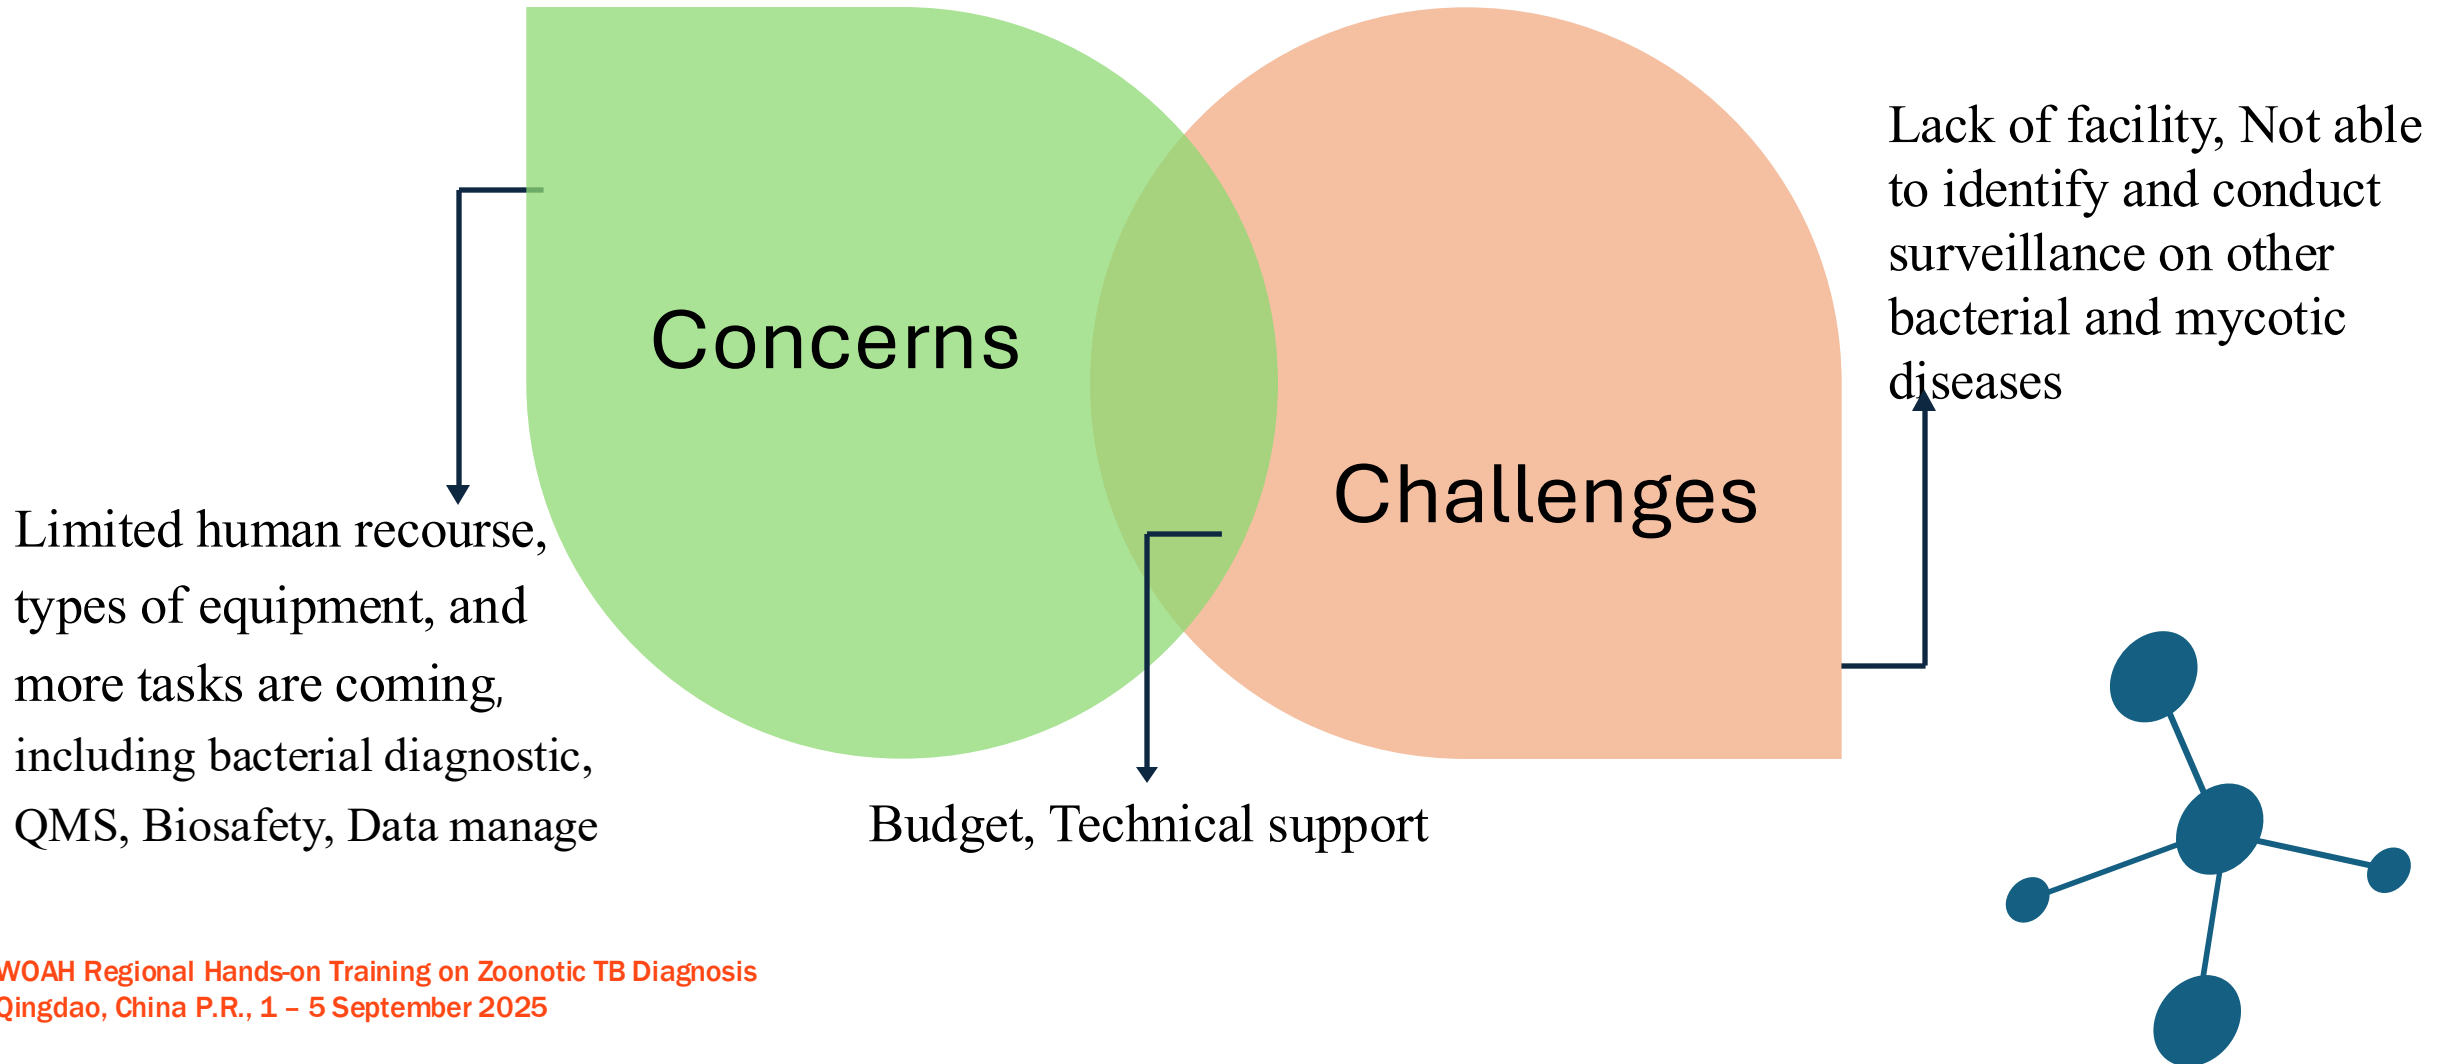 Concerns
Challenges
Lack of facility, Not able
to identify and conduct
surveillance on other
bacterial and mycotic
diseases
Limited human recourse,
types of equipment, and
more tasks are coming,
including bacterial diagnostic,
QMS, Biosafety, Data manage
Budget, Technical support
WOAH Regional Hands-on Training on Zoonotic TB Diagnosis
Qingdao, China P.R., 1 – 5 September 2025